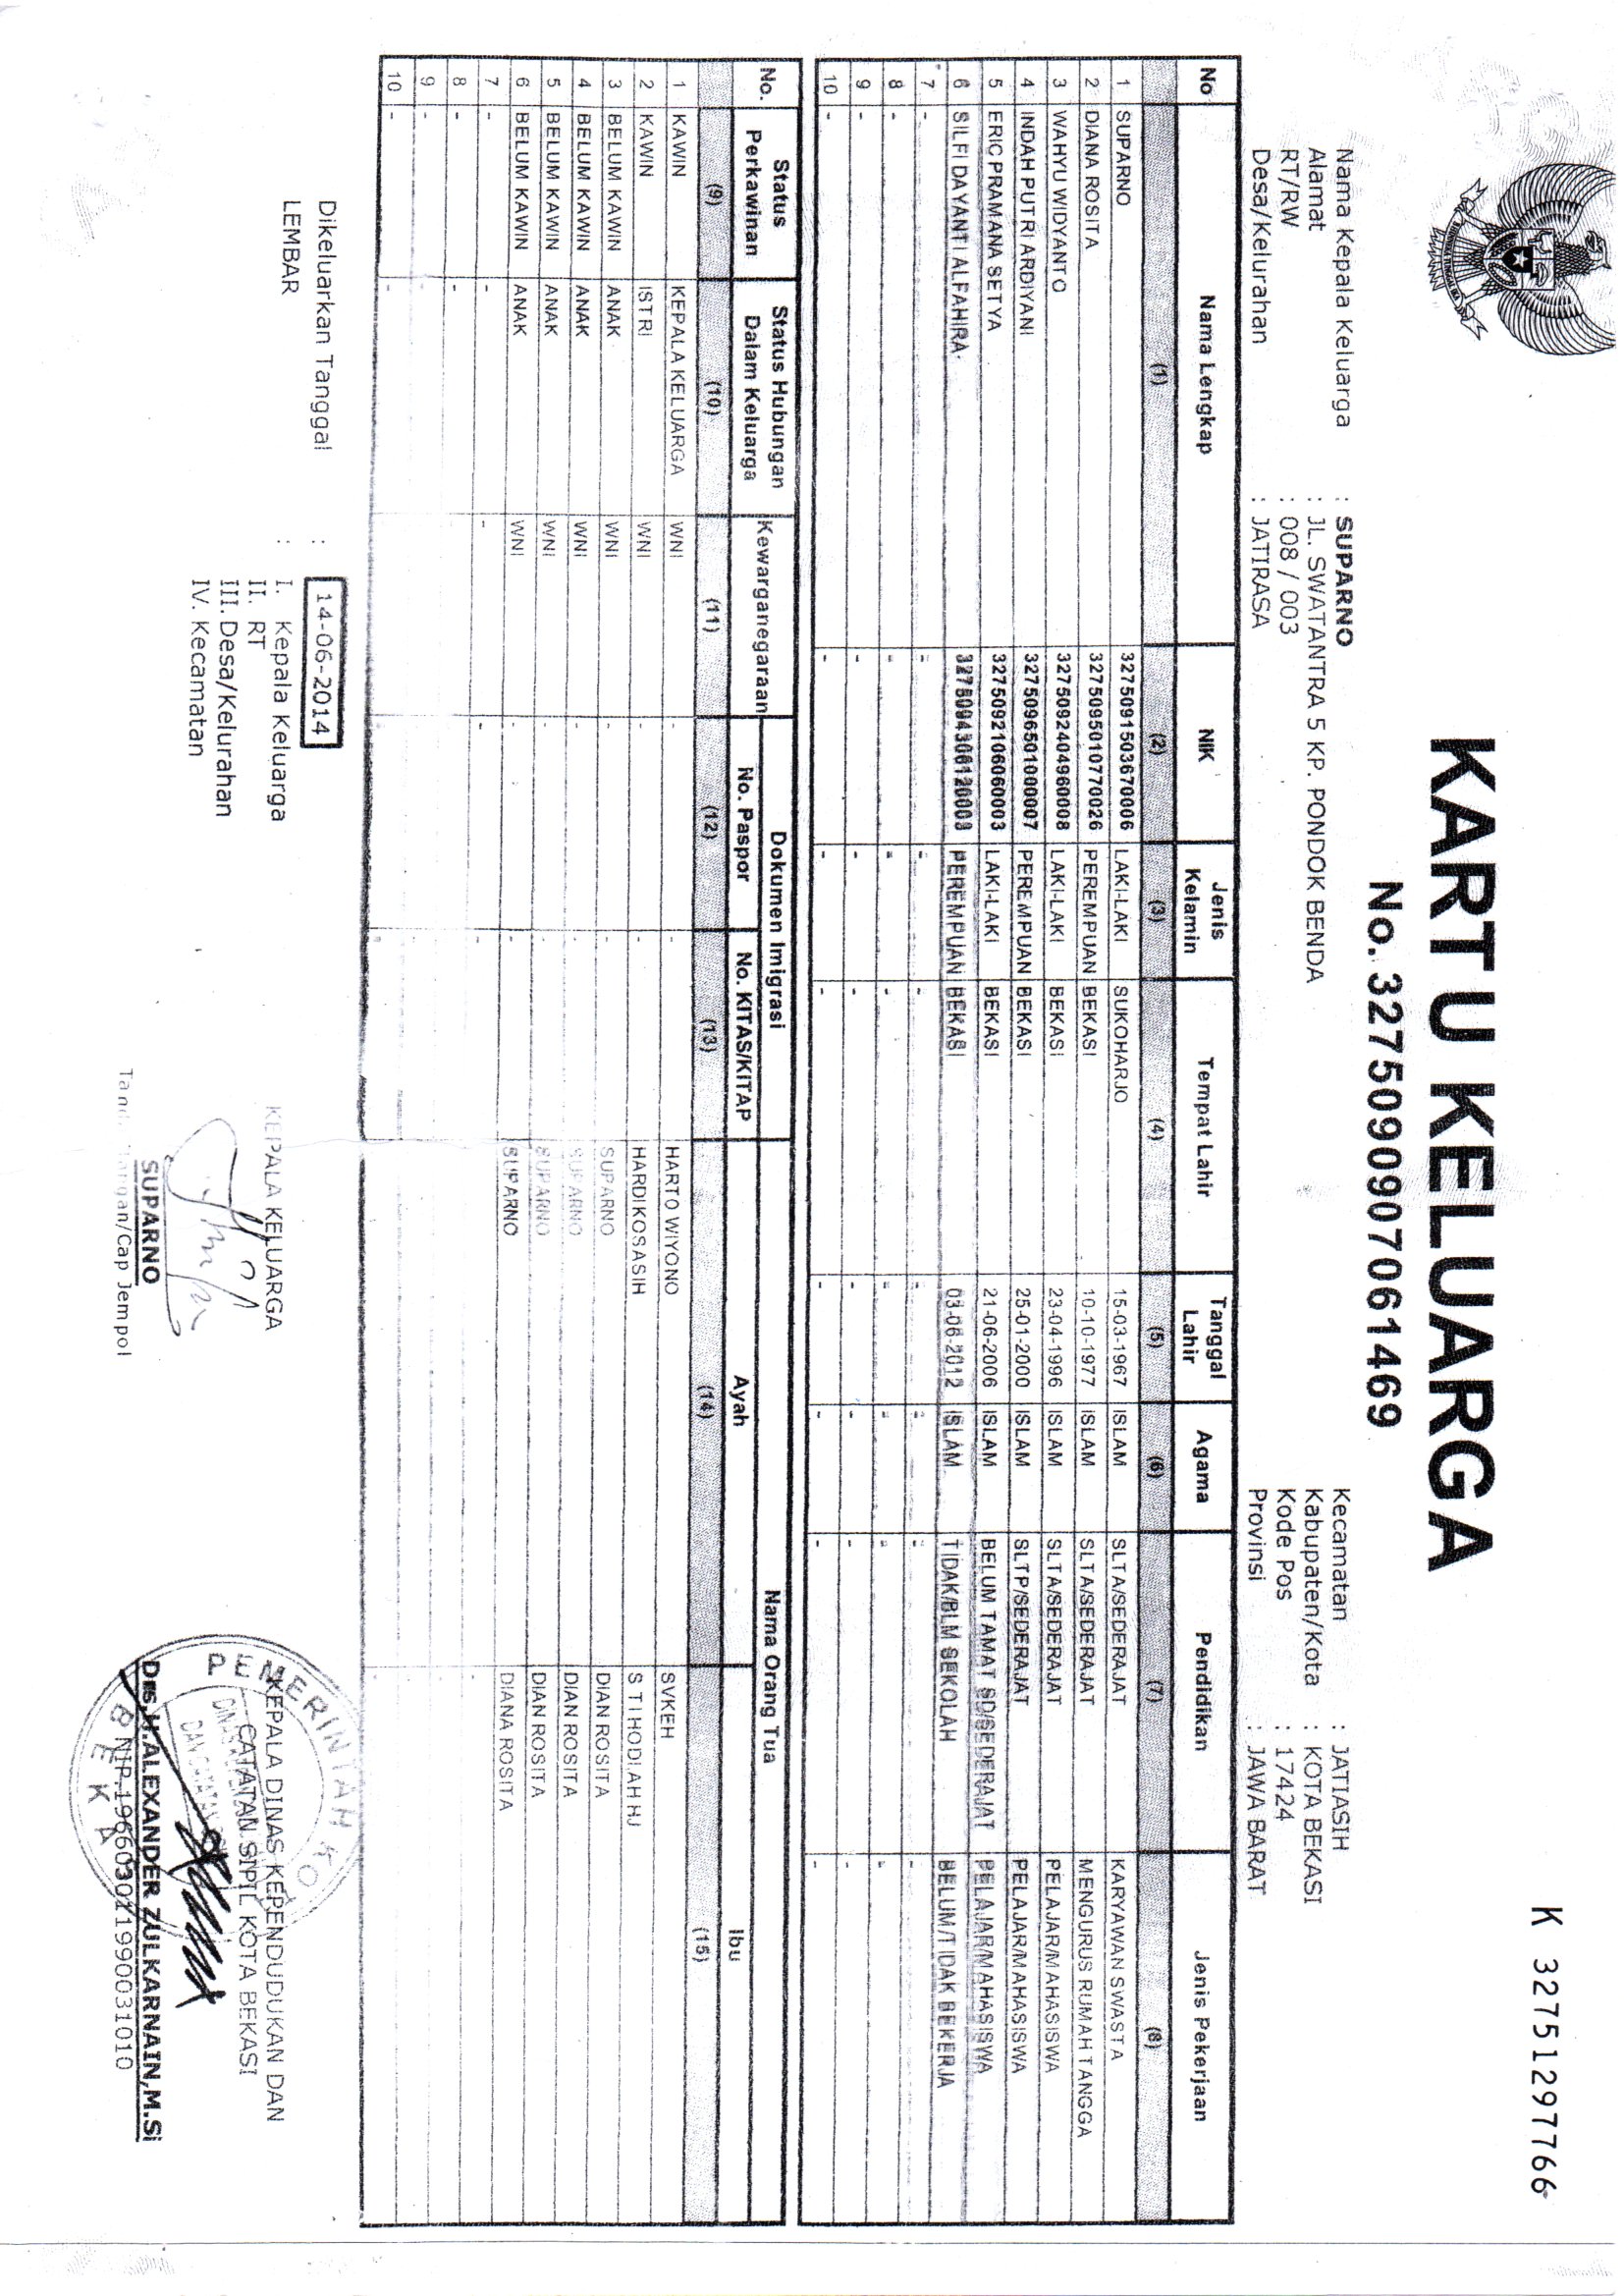 BHINNEKA TUNGGAL IKA
K 32751297766
KARTU KELUARGA
No. 3275090907061469
Nama Kepala Keluarga : SUPARNO
Alamat : JL. SWATANTRA 5 KP. PONDOK BENDA
RT/RW : 008 / 003
Desa/Kelurahan : JATIRASA
Kecamatan : JATIASIH
Kabupaten/Kota : KOTA BEKASI
Kode Pos : 17424
Provinsi : JAWA BARAT
No Nama Lengkap NIK Jenis Kelamin Tempat Lahir Tanggal Lahir Agama Pendidikan Jenis Pekerjaan
(1) (2) (3) (4) (5) (6) (7) (8)
1 SUPARNO 3275091503670006 LAKI-LAKI SUKOHARJO 15-03-1967 ISLAM SLTA/SEDERAJAT KARYAWAN SWASTA
2 DIANA ROSITA 3275095010770026 PEREMPUAN BEKASI 10-10-1977 ISLAM SLTA/SEDERAJAT MENGURUS RUMAH TANGGA
3 WAHYU WIDYANTO 3275092404960008 LAKI-LAKI BEKASI 23-04-1996 ISLAM SLTA/SEDERAJAT PELAJAR/MAHASISWA
4 INDAH PUTRI ARDIYANI 3275096501000007 PEREMPUAN BEKASI 25-01-2000 ISLAM SLTP/SEDERAJAT PELAJAR/MAHASISWA
5 ERIC PRAMANA SETYA 3275092106060003 LAKI-LAKI BEKASI 21-06-2006 ISLAM BELUM TAMAT SD/SEDERAJAT PELAJAR/MAHASISWA
6 SILFI DAYANTI ALFAHIRA 3275094306120003 PEREMPUAN BEKASI 03-06-2012 ISLAM TIDAK/BLM SEKOLAH BELUM/TIDAK BEKERJA
7 - - - - - - - -
8 - - - - - - - -
9 - - - - - - - -
10 - - - - - - - -
No. Status Perkawinan Status Hubungan Dalam Keluarga Kewarganegaraan Dokumen Imigrasi Nama Orang Tua
No. Paspor No. KITAS/KITAP Ayah Ibu
(9) (10) (11) (12) (13) (14) (15)
1 KAWIN KEPALA KELUARGA WNI - - HARTO WIYONO SVKEH
2 KAWIN ISTRI WNI - - HARDI KOSASIH S TI HODIAH HJ
3 BELUM KAWIN ANAK WNI - - SUPARNO DIAN ROSITA
4 BELUM KAWIN ANAK WNI - - SUPARNO DIAN ROSITA
5 BELUM KAWIN ANAK WNI - - SUPARNO DIAN ROSITA
6 BELUM KAWIN ANAK WNI - - SUPARNO DIANA ROSITA
7 - - - - - -
8 - -
9 - -
10 - -
Dikeluarkan Tanggal : 14-06-2014
LEMBAR : I. Kepala Keluarga
II. RT
III. Desa/Kelurahan
IV. Kecamatan
KEPALA KELUARGA
SUPARNO
Tanda Tangan/Cap Jempol
PEMERINTAH KOTA
KEPALA DINAS KEPENDUDUKAN DAN
CATATAN SIPIL KOTA BEKASI
DINAS KEPENDUDUKAN
DAN CATATAN SIPIL
Drs.H.ALEXANDER ZULKARNAIN,M.Si
NIP.196603011990031010
BEKASI